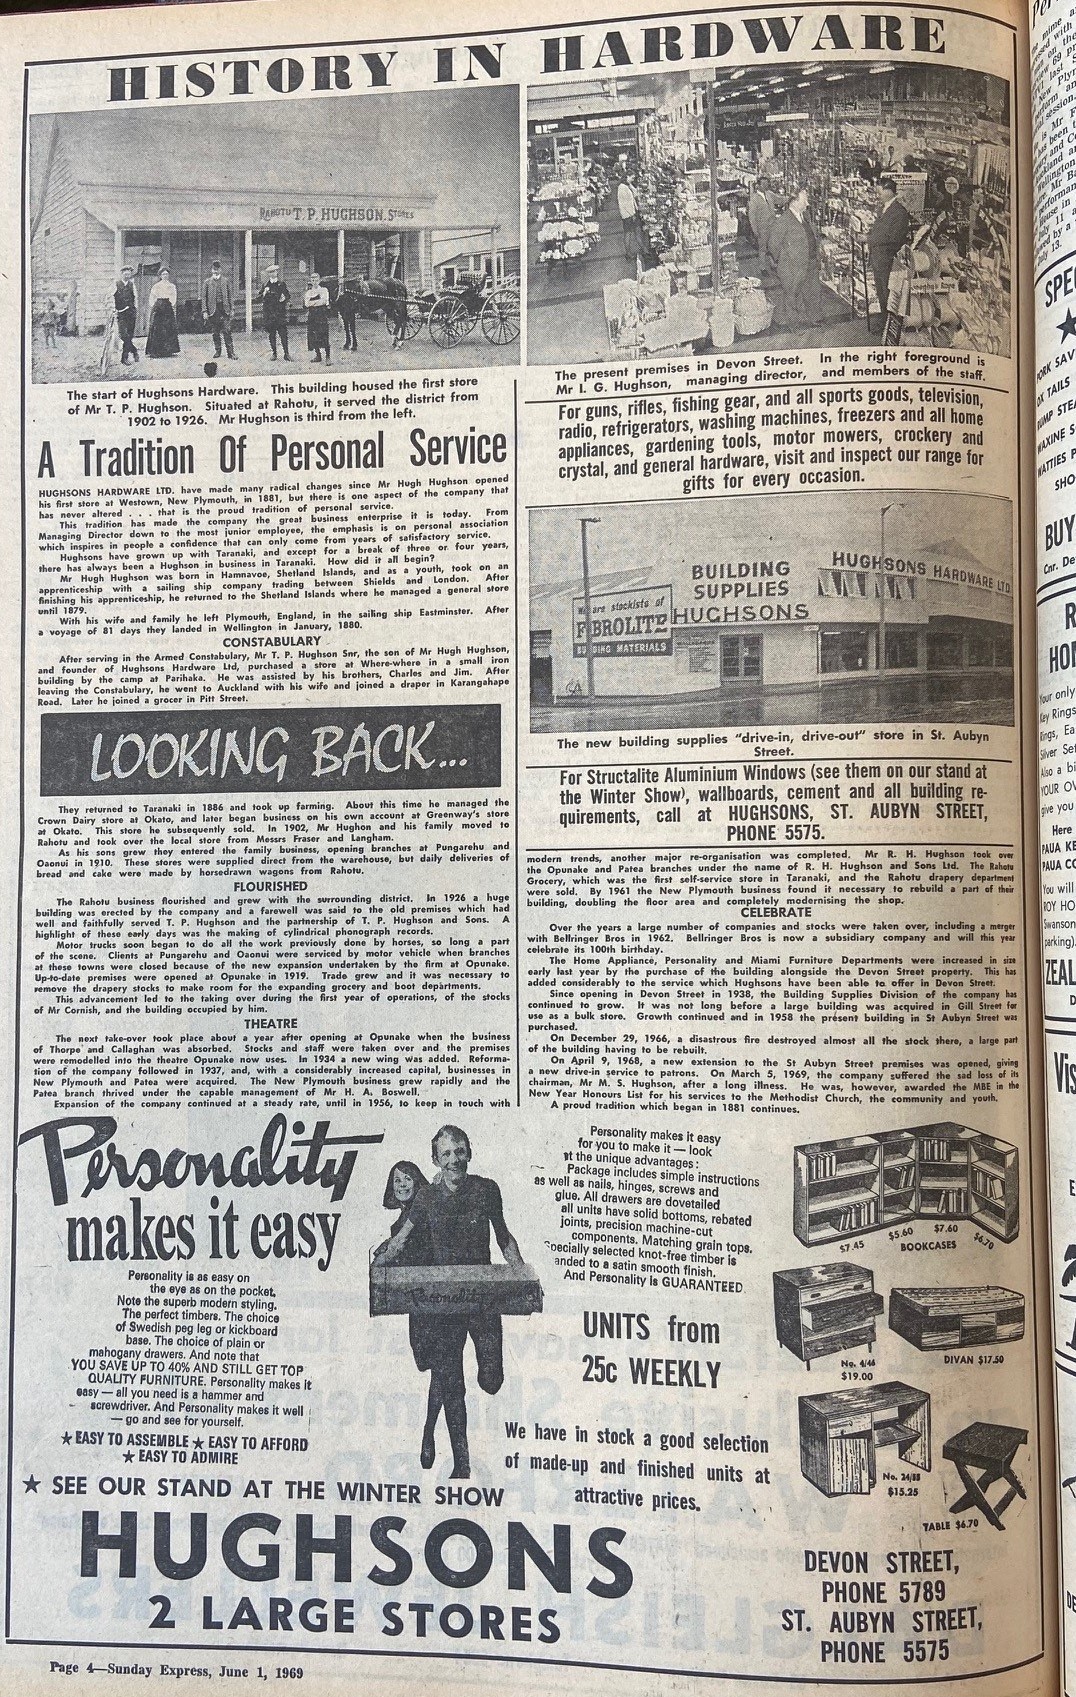 HISTORY IN HARDWARE
RAHOTU T. P. HUGHSON. STORES
The start of Hughsons Hardware. This building housed the first store
of Mr T. P. Hughson. Situated at Rahotu, it served the district from
1902 to 1926. Mr Hughson is third from the left.
A Tradition Of Personal Service
HUGHSONS HARDWARE LTD. have made many radical changes since Mr Hugh Hughson opened
his first store at Westown, New Plymouth, in 1881, but there is one aspect of the company that
has never altered . . . that is the proud tradition of personal service.
This tradition has made the company the great business enterprise it is today. From
Managing Director down to the most junior employee, the emphasis is on personal association
which inspires in people a confidence that can only come from years of satisfactory service.
Hughsons have grown up with Taranaki, and except for a break of three or four years,
there has always been a Hughson in business in Taranaki. How did it all begin?
Mr Hugh Hughson was born in Hamnavoe, Shetland Islands, and as a youth, took on an
apprenticeship with a sailing ship company trading between Shields and London. After
finishing his apprenticeship, he returned to the Shetland Islands where he managed a general store
until 1879.
With his wife and family he left Plymouth, England, in the sailing ship Eastminster. After
a voyage of 81 days they landed in Wellington in January, 1880.
CONSTABULARY
After serving in the Armed Constabulary, Mr T. P. Hughson Snr, the son of Mr Hugh Hughson,
and founder of Hughsons Hardware Ltd, purchased a store at Where-where in a small iron
building by the camp at Parihaka. He was assisted by his brothers, Charles and Jim. After
leaving the Constabulary, he went to Auckland with his wife and joined a draper in Karangahape
Road. Later he joined a grocer in Pitt Street.
LOOKING BACK...
They returned to Taranaki in 1886 and took up farming. About this time he managed the
Crown Dairy store at Okato, and later began business on his own account at Greenway's store
at Okato. This store he subsequently sold. In 1902, Mr Hughon and his family moved to
Rahotu and took over the local store from Messrs Fraser and Langham.
As his sons grew they entered the family business, opening branches at Pungarehu and
Oaonui in 1910. These stores were supplied direct from the warehouse, but daily deliveries of
bread and cake were made by horsedrawn wagons from Rahotu.
FLOURISHED
The Rahotu business flourished and grew with the surrounding district. In 1926 a huge
building was erected by the company and a farewell was said to the old premises which had
well and faithfully served T. P. Hughson and the partnership of T. P. Hughson and Sons. A
highlight of these early days was the making of cylindrical phonograph records.
Motor trucks soon began to do all the work previously done by horses, so long a part
of the scene. Clients at Pungarehu and Oaonui were serviced by motor vehicle when branches
at these towns were closed because of the new expansion undertaken by the firm at Opunake.
Up-to-date premises were opened at Opunake in 1919. Trade grew and it was necessary to
remove the drapery stocks to make room for the expanding grocery and boot departments.
This advancement led to the taking over during the first year of operations, of the stocks
of Mr Cornish, and the building occupied by him.
THEATRE
The next take-over took place about a year after opening at Opunake when the business
of Thorpe and Callaghan was absorbed. Stocks and staff were taken over and the premises
were remodelled into the theatre Opunake now uses. In 1934 a new wing was added. Reforma-
tion of the company followed in 1937, and, with a considerably increased capital, businesses in
New Plymouth and Patea were acquired. The New Plymouth business grew rapidly and the
Patea branch thrived under the capable management of Mr H. A. Boswell.
Expansion of the company continued at a steady rate, until in 1956, to keep in touch with
The present premises in Devon Street. In the right foreground is
Mr I. G. Hughson, managing director, and members of the staff.
For guns, rifles, fishing gear, and all sports goods, television,
radio, refrigerators, washing machines, freezers and all home
appliances, gardening tools, motor mowers, crockery and
crystal, and general hardware, visit and inspect our range for
gifts for every occasion.
BUILDING
SUPPLIES
HUGHSONS
HUGHSONS HARDWARE LTD
We are stockists of
FIBROLITE
BUILDING MATERIALS
The new building supplies "drive-in, drive-out" store in St. Aubyn
Street.
For Structalite Aluminium Windows (see them on our stand at
the Winter Show), wallboards, cement and all building re-
quirements, call at HUGHSONS, ST. AUBYN STREET,
PHONE 5575.
modern trends, another major re-organisation was completed. Mr R. H. Hughson took over
the Opunake and Patea branches under the name of R. H. Hughson and Sons Ltd. The Rahotu
Grocery, which was the first self-service store in Taranaki, and the Rahotu drapery department
were sold. By 1961 the New Plymouth business found it necessary to rebuild a part of their
building, doubling the floor area and completely modernising the shop.
CELEBRATE
Over the years a large number of companies and stocks were taken over, including a merger
with Bellringer Bros in 1962. Bellringer Bros is now a subsidiary company and will this year
celebrate its 100th birthday.
The Home Appliance, Personality and Miami Furniture Departments were increased in size
early last year by the purchase of the building alongside the Devon Street property. This has
added considerably to the service which Hughsons have been able to offer in Devon Street.
Since opening in Devon Street in 1938, the Building Supplies Division of the company has
continued to grow. It was not long before a large building was acquired in Gill Street for
use as a bulk store. Growth continued and in 1958 the present building in St Aubyn Street was
purchased.
On December 29, 1966, a disastrous fire destroyed almost all the stock there, a large part
of the building having to be rebuilt.
On April 9, 1968, a new extension to the St Aubyn Street premises was opened, giving
a new drive-in service to patrons. On March 5, 1969, the company suffered the sad loss of its
chairman, Mr M. S. Hughson, after a long illness. He was, however, awarded the MBE in the
New Year Honours List for his services to the Methodist Church, the community and youth.
A proud tradition which began in 1881 continues.
Personality
makes it easy
Personality is as easy on
the eye as on the pocket.
Note the superb modern styling.
The perfect timbers. The choice
of Swedish peg leg or kickboard
base. The choice of plain or
mahogany drawers. And note that
YOU SAVE UP TO 40% AND STILL GET TOP
QUALITY FURNITURE. Personality makes it
easy — all you need is a hammer and
screwdriver. And Personality makes it well
— go and see for yourself.
★ EASY TO ASSEMBLE ★ EASY TO AFFORD
★ EASY TO ADMIRE
Personality
Personality makes it easy
for you to make it — look
at the unique advantages:
Package includes simple instructions
as well as nails, hinges, screws and
glue. All drawers are dovetailed
all units have solid bottoms, rebated
joints, precision machine-cut
components. Matching grain tops.
Specially selected knot-free timber is
anded to a satin smooth finish.
And Personality is GUARANTEED
UNITS from
25c WEEKLY
We have in stock a good selection
of made-up and finished units at
attractive prices.
$7.45
$5.60
$7.60
$6.70
BOOKCASES
No. 4/46
$19.00
DIVAN $17.50
No. 24/88
$15.25
TABLE $6.70
★ SEE OUR STAND AT THE WINTER SHOW
HUGHSONS
2 LARGE STORES
DEVON STREET,
PHONE 5789
ST. AUBYN STREET,
PHONE 5575
Page 4—Sunday Express, June 1, 1969